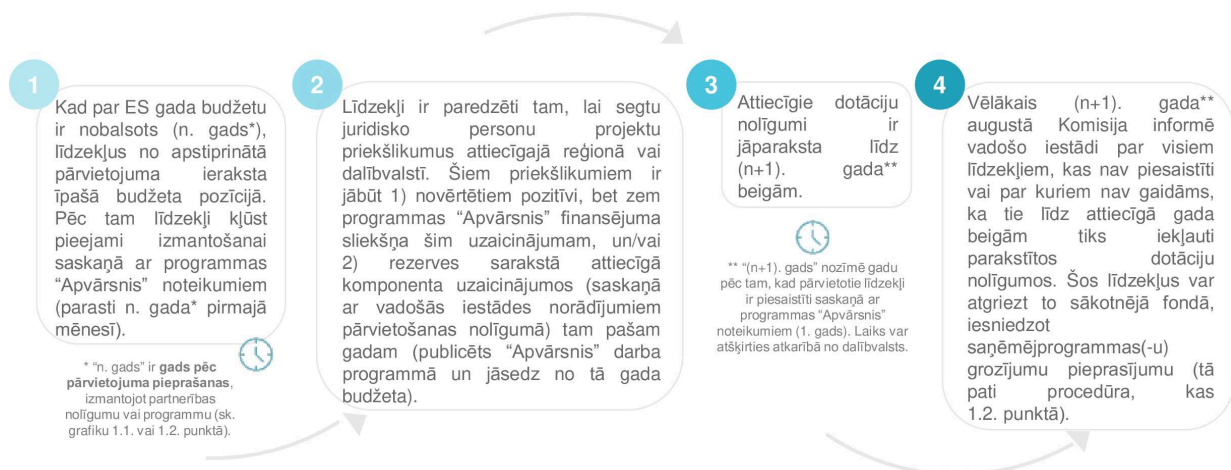 1
Kad par ES gada budžetu
ir nobalsots (n. gads*),
līdzekļus no apstiprinātā
pārvietojuma ieraksta
īpašā budžeta pozīcijā.
Pēc tam līdzekļi kļūst
pieejami izmantošanai
saskaņā ar programmas
“Apvārsnis” noteikumiem
(parasti n. gada* pirmajā
mēnesī).
* “n. gads” ir gads pēc
pārvietojuma pieprašanas,
izmantojot partnerības
nolīgumu vai programmu (sk.
grafiku 1.1. vai 1.2. punktā).
2
Līdzekļi ir paredzēti tam, lai segtu
juridisko personu projektu
priekšlikumus attiecīgajā reģionā vai
dalībvalstī. Šiem priekšlikumiem ir
jābūt 1) novērtētiem pozitīvi, bet zem
programmas “Apvārsnis” finansējuma
sliekšņa šim uzaicinājumam, un/vai
2) rezerves sarakstā attiecīgā
komponenta uzaicinājumos (saskaņā
ar vadošās iestādes norādījumiem
pārvietošanas nolīgumā) tam pašam
gadam (publicēts “Apvārsnis” darba
programmā un jāsedz no tā gada
budžeta).
3
Attiecīgie dotāciju
nolīgumi ir
jāparaksta līdz
(n+1). gada**
beigām.
** “(n+1). gads” nozīmē gadu
pēc tam, kad pārvietotie līdzekļi
ir piesaistīti saskaņā ar
programmas “Apvārsnis”
noteikumiem (1. gads). Laiks var
atšķirties atkarībā no dalībvalsts.
4
Vēlākais (n+1). gada**
augustā Komisija informē
vadošo iestādi par visiem
līdzekļiem, kas nav piesaistīti
vai par kuriem nav gaidāms,
ka tie līdz attiecīgā gada
beigām tiks iekļauti
parakstītos dotāciju
nolīgumos. Šos līdzekļus var
atgriezt to sākotnējā fondā,
iesniedzot
saņēmējprogrammas(-u)
grozījumu pieprasījumu (tā
pati procedūra, kas
1.2. punktā).